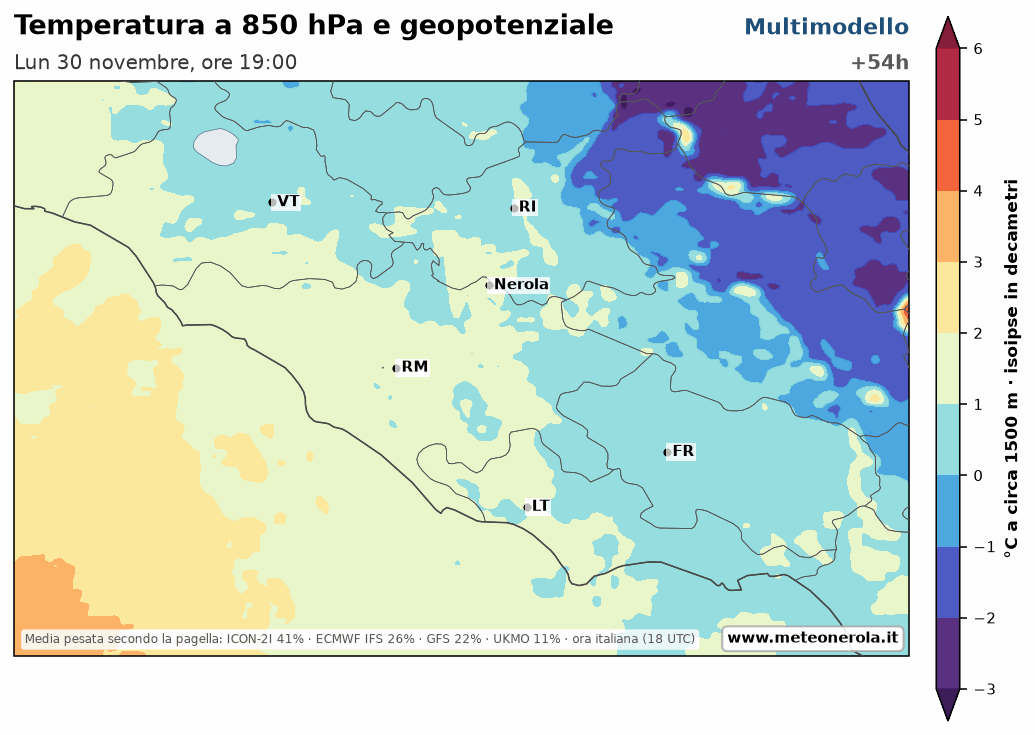 Temperatura a 850 hPa e geopotenziale
Multimodello
Lun 30 novembre, ore 19:00
+54h
VT
RI
Nerola
RM
FR
LT
Media pesata secondo la pagella: ICON-2I 41% · ECMWF IFS 26% · GFS 22% · UKMO 11% · ora italiana (18 UTC)
www.meteonerola.it
6
5
4
3
2
1
0
−1
−2
−3
°C a circa 1500 m · isoipse in decametri